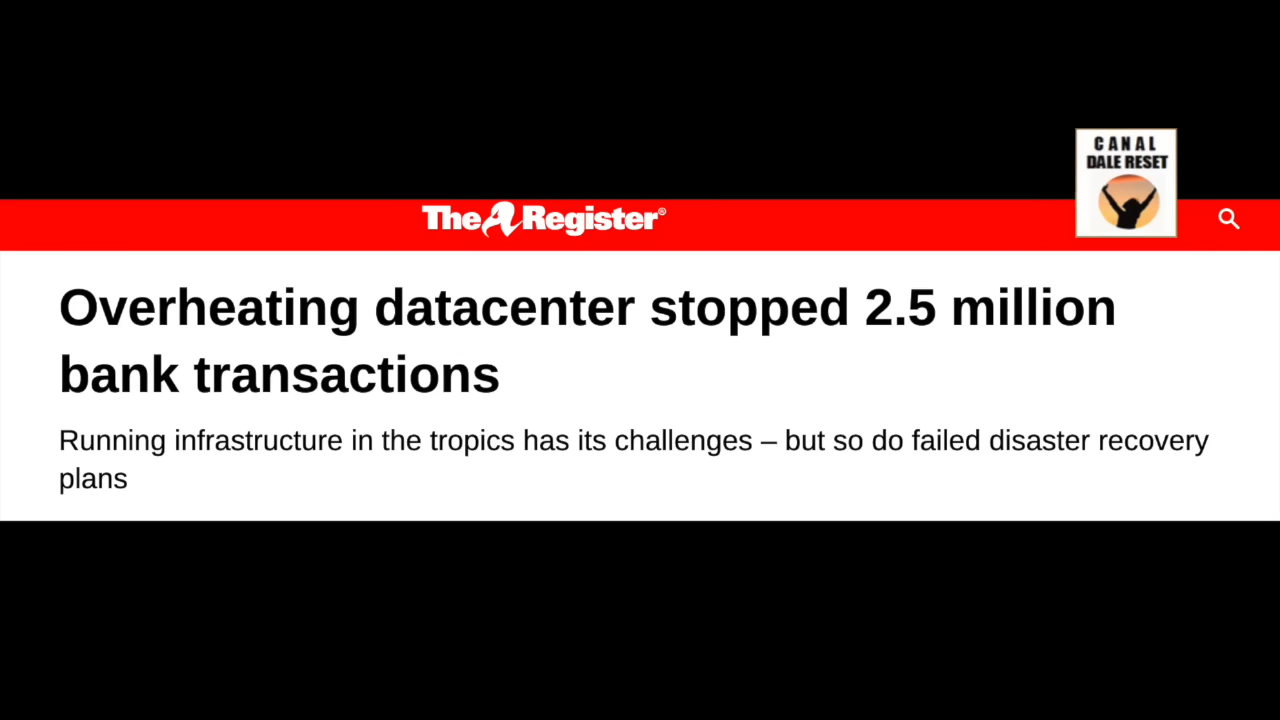 CANAL
DALE RESET
The Register®
Overheating datacenter stopped 2.5 million
bank transactions
Running infrastructure in the tropics has its challenges – but so do failed disaster recovery
plans